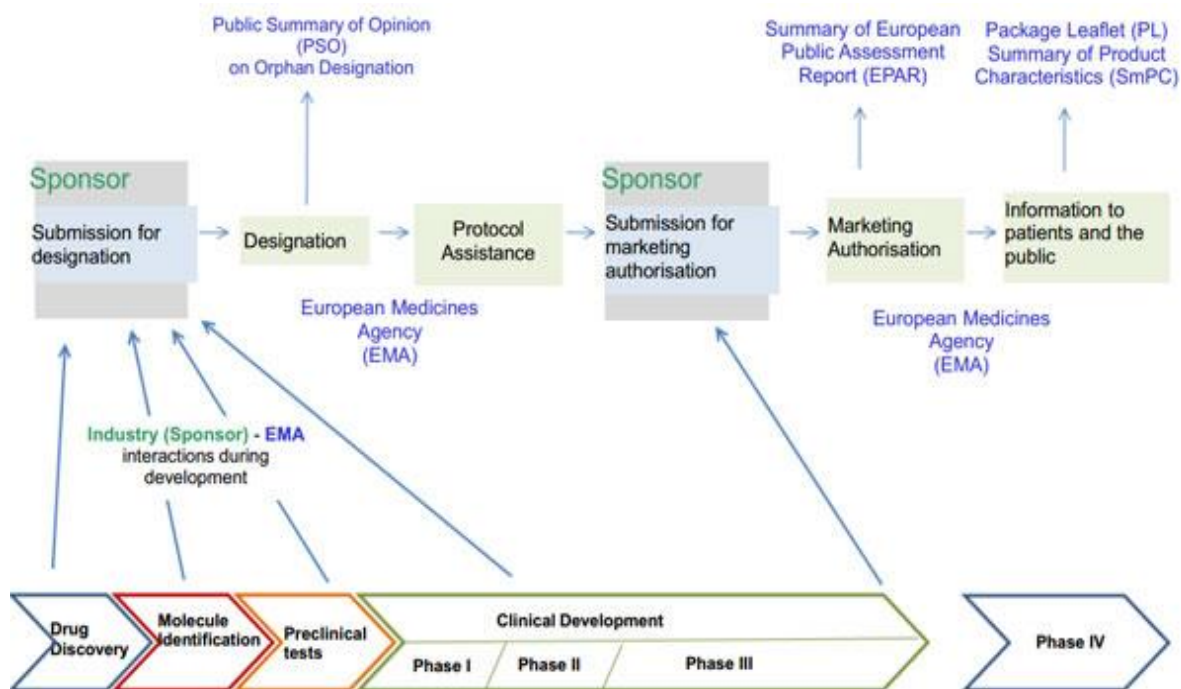 Public Summary of Opinion
(PSO)
on Orphan Designation
Summary of European
Public Assessment
Report (EPAR)
Package Leaflet (PL)
Summary of Product
Characteristics (SmPC)
Sponsor
Submission for
designation
Designation
Protocol
Assistance
Sponsor
Submission for
marketing
authorisation
Marketing
Authorisation
Information to
patients and the
public
European Medicines
Agency
(EMA)
European Medicines
Agency
(EMA)
Industry (Sponsor) - EMA
interactions during
development
Drug
Discovery
Molecule
Identification
Preclinical
tests
Clinical Development
Phase I
Phase II
Phase III
Phase IV